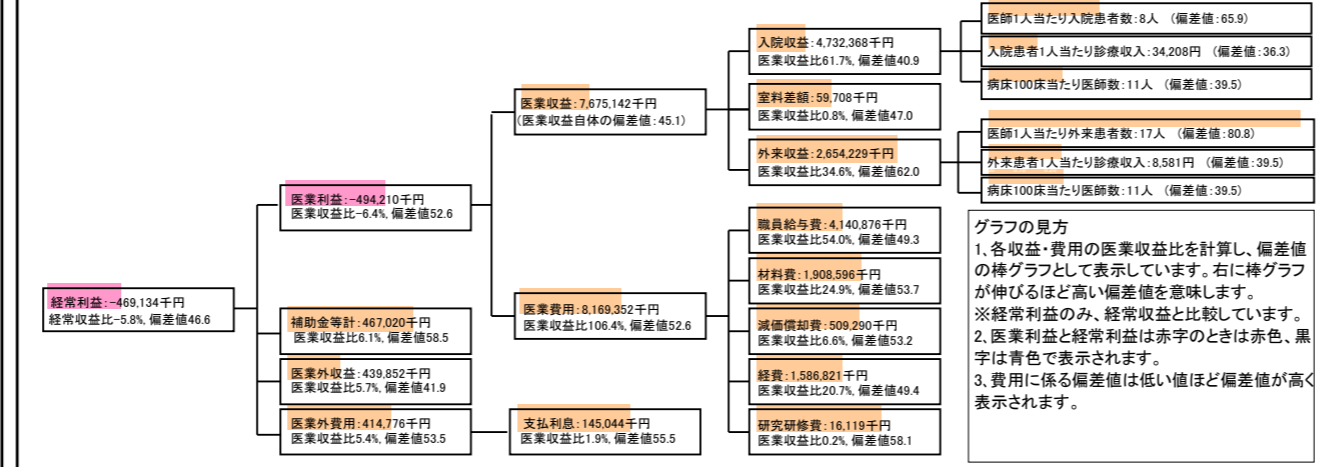 経常利益:-469,134千円
経常収益比-5.8%, 偏差値46.6
医業利益:-494,210千円
医業収益比-6.4%, 偏差値52.6
補助金等計:467,020千円
医業収益比6.1%, 偏差値58.5
医業外収益:439,852千円
医業収益比5.7%, 偏差値41.9
医業外費用:414,776千円
医業収益比5.4%, 偏差値53.5
支払利息:145,044千円
医業収益比1.9%, 偏差値55.5
医業収益:7,675,142千円
(医業収益自体の偏差値:45.1)
医業費用:8,169,352千円
医業収益比106.4%, 偏差値52.6
入院収益:4,732,368千円
医業収益比61.7%, 偏差値40.9
室料差額:59,708千円
医業収益比0.8%, 偏差値47.0
外来収益:2,654,229千円
医業収益比34.6%, 偏差値62.0
職員給与費:4,140,876千円
医業収益比54.0%, 偏差値49.3
材料費:1,908,596千円
医業収益比24.9%, 偏差値53.7
減価償却費:509,290千円
医業収益比6.6%, 偏差値53.2
経費:1,586,821千円
医業収益比20.7%, 偏差値49.4
研究研修費:16,119千円
医業収益比0.2%, 偏差値58.1
医師1人当たり入院患者数:8人 (偏差値:65.9)
入院患者1人当たり診療収入:34,208円 (偏差値:36.3)
病床100床当たり医師数:11人 (偏差値:39.5)
医師1人当たり外来患者数:17人 (偏差値:80.8)
外来患者1人当たり診療収入:8,581円 (偏差値:39.5)
病床100床当たり医師数:11人 (偏差値:39.5)
グラフの見方
1、各収益・費用の医業収益比を計算し、偏差値
の棒グラフとして表示しています。右に棒グラフ
が伸びるほど高い偏差値を意味します。
※経常利益のみ、経常収益と比較しています。
2、医業利益と経常利益は赤字のときは赤色、黒
字は青色で表示されます。
3、費用に係る偏差値は低い値ほど偏差値が高く
表示されます。